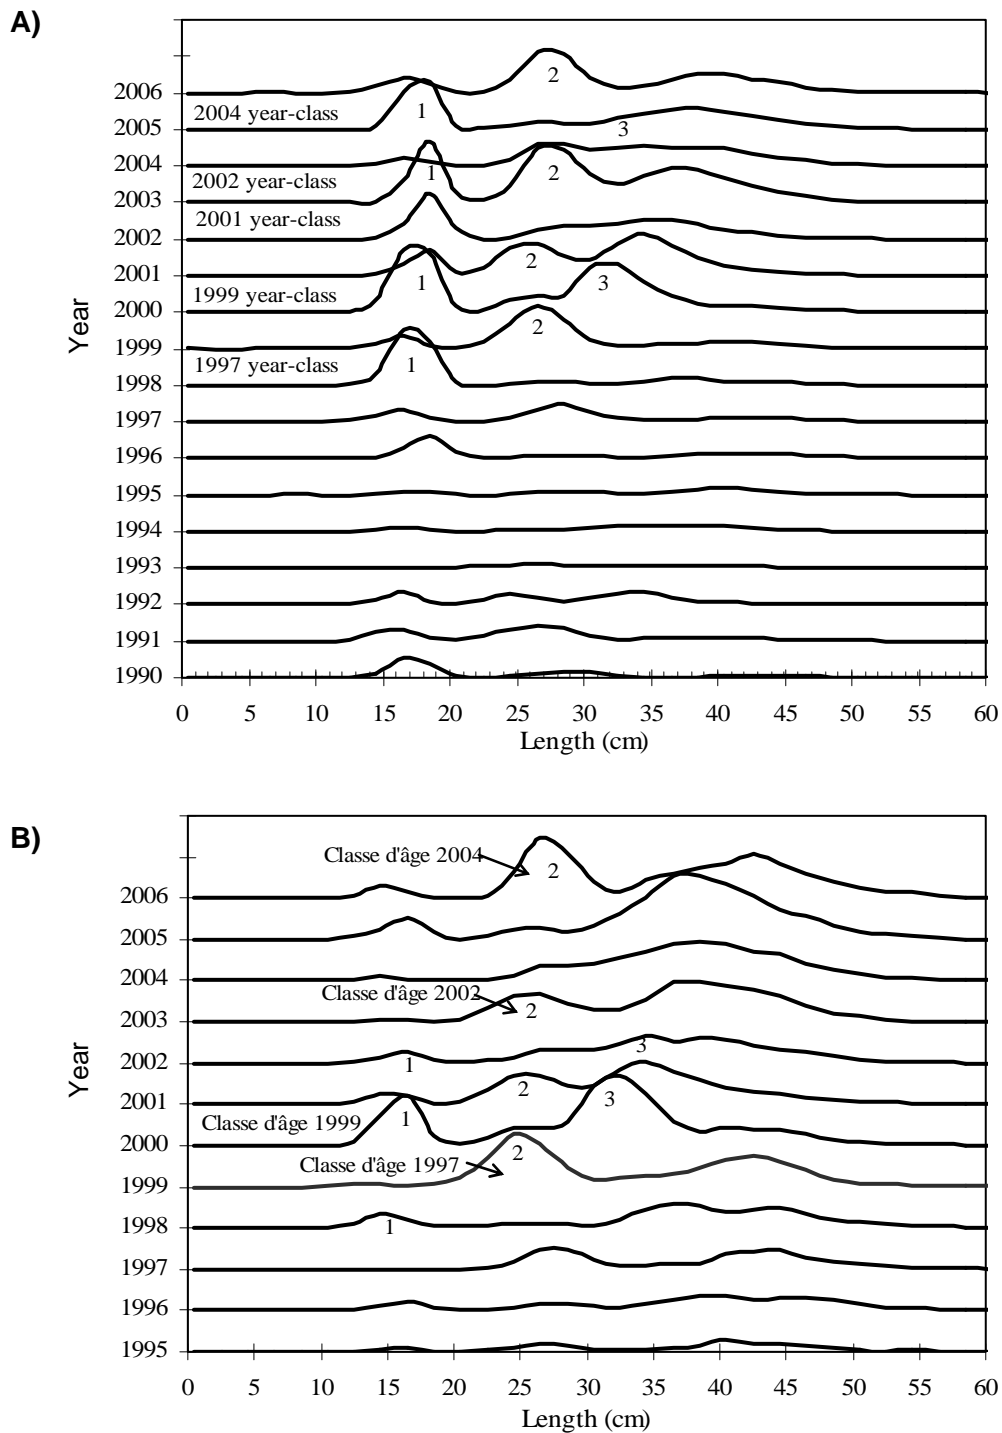 A)
2006
2
2004 year-class
1
2005
3
2004
2002 year-class
1
2
2003
2001 year-class
2002
2
2001
1999 year-class
1
3
2000
2
1999
1997 year-class
1
1998
1997
1996
1995
1994
1993
1992
1991
1990
Year
0 5 10 15 20 25 30 35 40 45 50 55 60
Length (cm)
B)
Classe d'âge 2004
2
2006
2005
2004
Classe d'âge 2002
2
2003
3
2002
1
2
2001
3
Classe d'âge 1999
1
2000
2
Classe d'âge 1997
1999
1998
1
1997
1996
1995
Year
0 5 10 15 20 25 30 35 40 45 50 55 60
Length (cm)